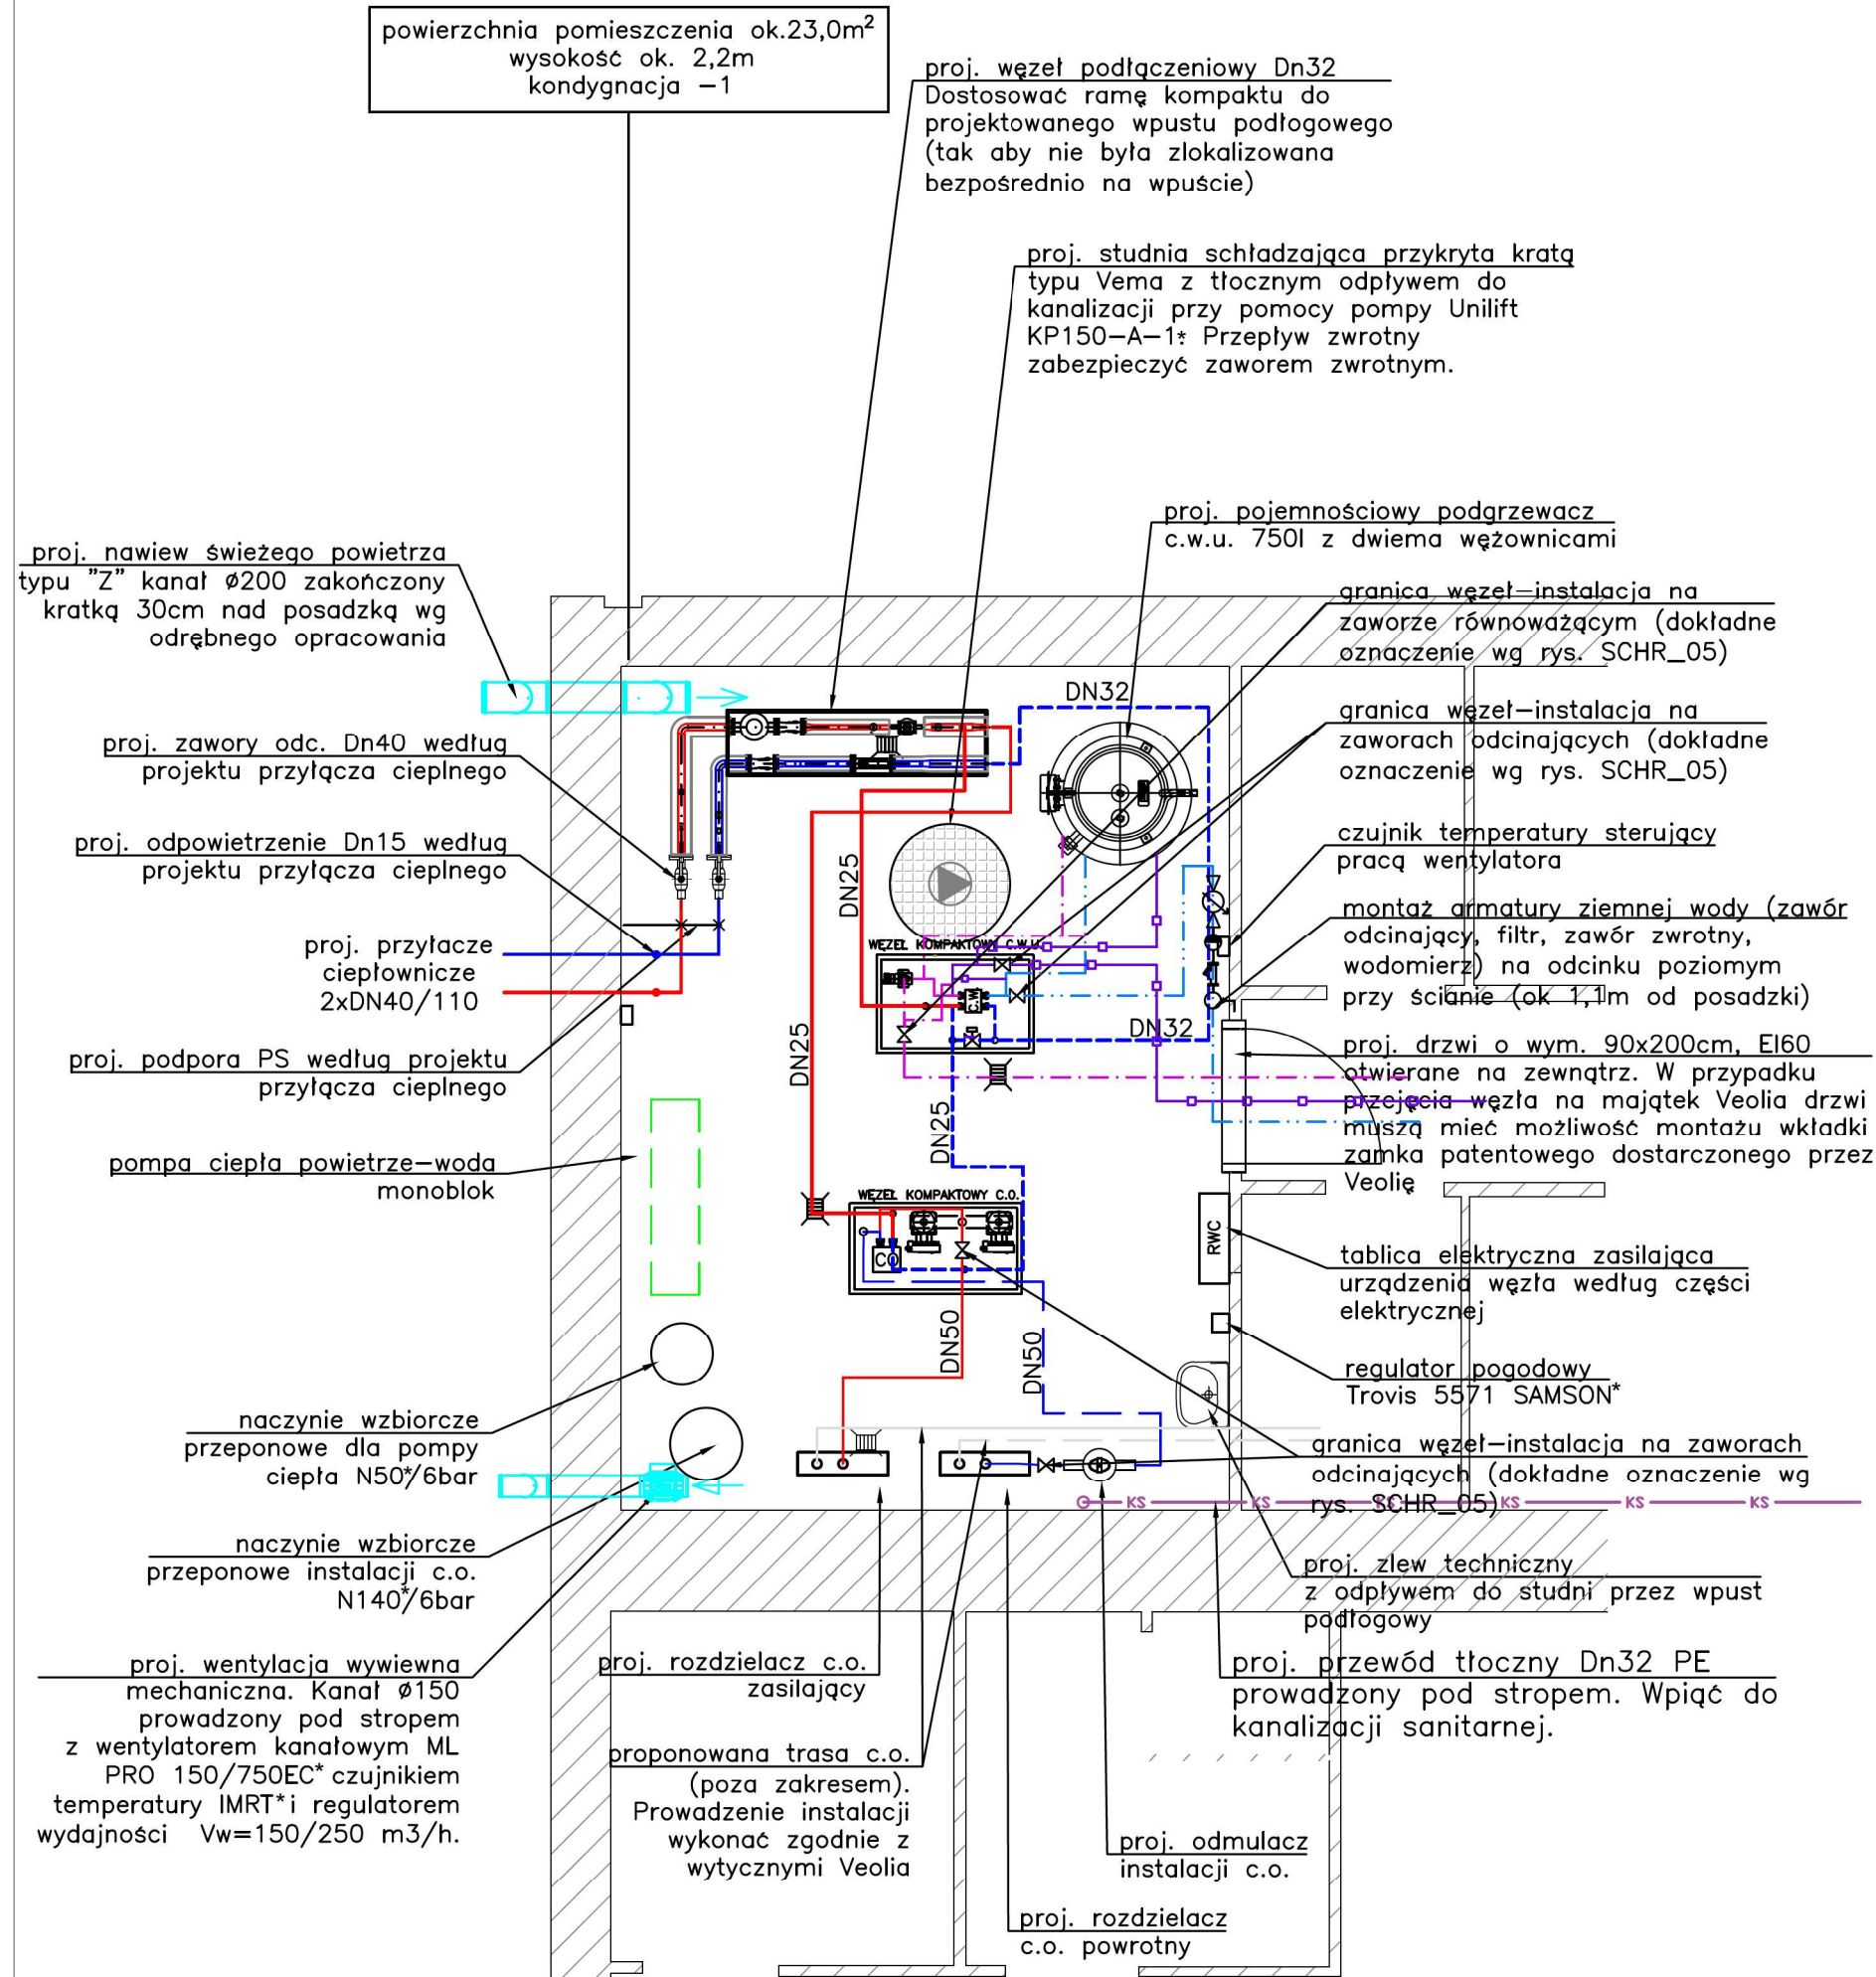 powierzchnia pomieszczenia ok.23,0m²
wysokość ok. 2,2m
kondygnacja –1
proj. węzeł podłączeniowy Dn32
Dostosować ramę kompaktu do
projektowanego wpustu podłogowego
(tak aby nie była zlokalizowana
bezpośrednio na wpuście)
proj. studnia schładzająca przykryta kratą
typu Vema z tłocznym odpływem do
kanalizacji przy pomocy pompy Unilift
KP150–A–1* Przepływ zwrotny
zabezpieczyć zaworem zwrotnym.
proj. pojemnościowy podgrzewacz
c.w.u. 750l z dwiema wężownicami
proj. nawiew świeżego powietrza
typu "Z" kanał ø200 zakończony
kratką 30cm nad posadzką wg
odrębnego opracowania
granica węzeł–instalacja na
zaworze równoważącym (dokładne
oznaczenie wg rys. SCHR_05)
granica węzeł–instalacja na
zaworach odcinających (dokładne
oznaczenie wg rys. SCHR_05)
proj. zawory odc. Dn40 według
projektu przyłącza cieplnego
proj. odpowietrzenie Dn15 według
projektu przyłącza cieplnego
czujnik temperatury sterujący
pracą wentylatora
proj. przyłacze
ciepłownicze
2xDN40/110
montaż armatury ziemnej wody (zawór
odcinający, filtr, zawór zwrotny,
wodomierz) na odcinku poziomym
przy ścianie (ok 1,1m od posadzki)
proj. podpora PS według projektu
przyłącza cieplnego
proj. drzwi o wym. 90x200cm, EI60
otwierane na zewnątrz. W przypadku
przejęcia węzła na majątek Veolia drzwi
muszą mieć możliwość montażu wkładki
zamka patentowego dostarczonego przez
Veolię
pompa ciepła powietrze–woda
monoblok
tablica elektryczna zasilająca
urządzenia węzła według części
elektrycznej
regulator pogodowy
Trovis 5571 SAMSON*
naczynie wzbiorcze
przeponowe dla pompy
ciepła N50*/6bar
granica węzeł–instalacja na zaworach
odcinających (dokładne oznaczenie wg
rys. SCHR_05)
naczynie wzbiorcze
przeponowe instalacji c.o.
N140*/6bar
proj. zlew techniczny
z odpływem do studni przez wpust
podłogowy
proj. wentylacja wywiewna
mechaniczna. Kanał ø150
prowadzony pod stropem
z wentylatorem kanałowym ML
PRO 150/750EC* czujnikiem
temperatury IMRT* i regulatorem
wydajności Vw=150/250 m3/h.
proj. rozdzielacz c.o.
zasilający
proj. przewód tłoczny Dn32 PE
prowadzony pod stropem. Wpiąć do
kanalizacji sanitarnej.
proponowana trasa c.o.
(poza zakresem).
Prowadzenie instalacji
wykonać zgodnie z
wytycznymi Veolia
proj. odmulacz
instalacji c.o.
proj. rozdzielacz
c.o. powrotny
DN32
DN25
WĘZEŁ KOMPAKTOWY C.W.U.
C.W
DN32
DN25
DN25
WĘZEŁ KOMPAKTOWY C.O.
CO
RWC
DN50
DN50
KS
KS
KS
KS
KS
KS